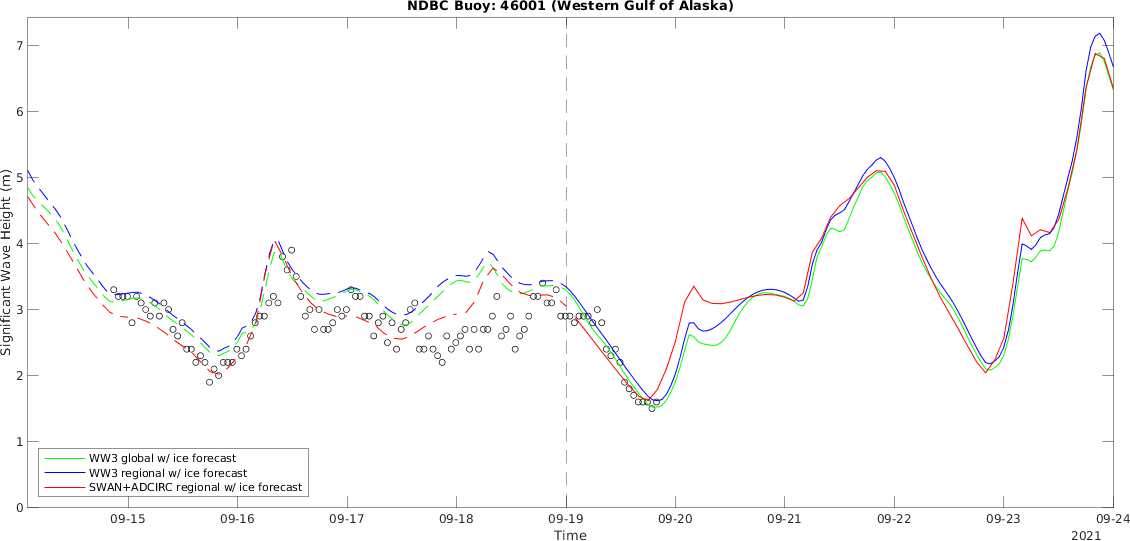 NDBC Buoy: 46001 (Western Gulf of Alaska)
Significant Wave Height (m)
7
6
5
4
3
2
1
0
WW3 global w/ ice forecast
WW3 regional w/ ice forecast
SWAN+ADCIRC regional w/ ice forecast
09-15 09-16 09-17 09-18 09-19 09-20 09-21 09-22 09-23 09-24
Time
2021